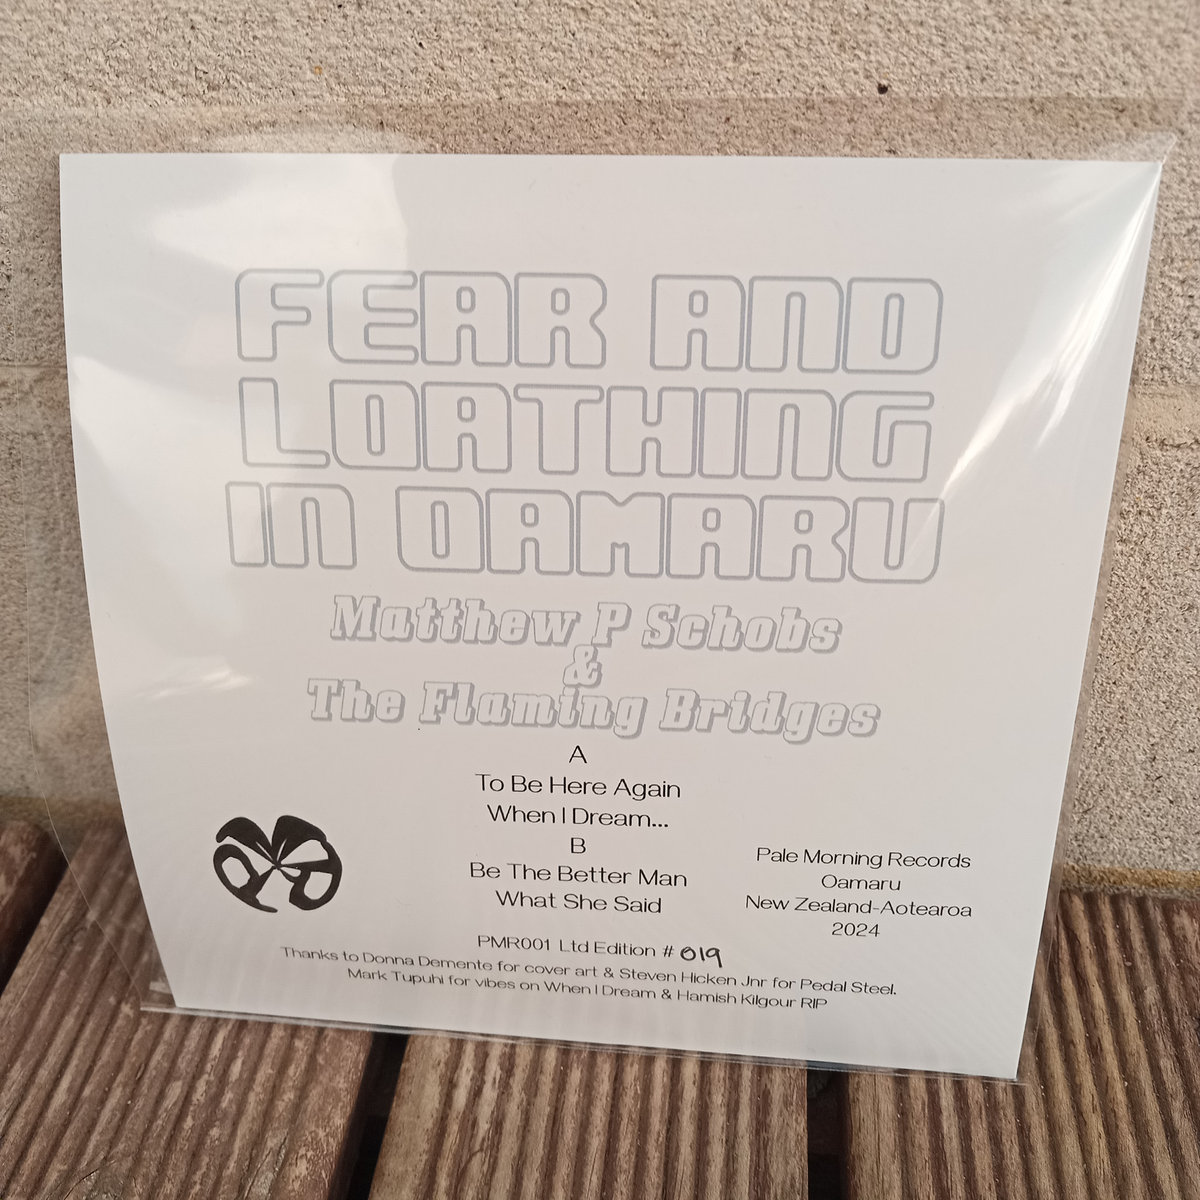 FEAR AND
LOATHING
IN OAMARU
Matthew P Schobs
&
The Flaming Bridges
A
To Be Here Again
When I Dream...
B
Be The Better Man
What She Said
Pale Morning Records
Oamaru
New Zealand-Aotearoa
2024
PMR001 Ltd Edition # 019
Thanks to Donna Demente for cover art & Steven Hicken Jnr for Pedal Steel.
Mark Tupuhi for vibes on When I Dream & Hamish Kilgour RIP